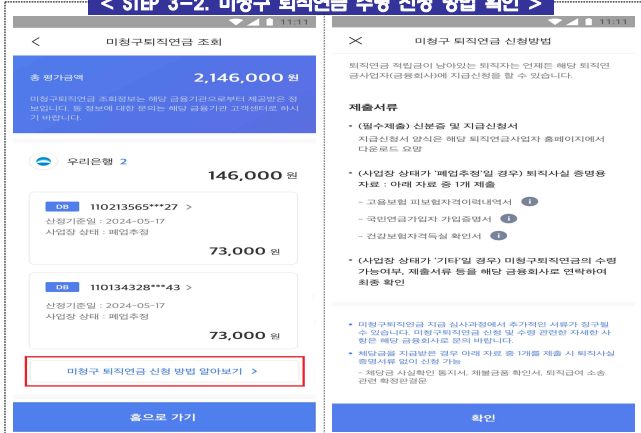 < STEP 3-2. 미청구 퇴직연금 수령 신청 방법 확인 >
11:11
미청구퇴직연금 조회
총 평가금액
2,146,000 원
미청구퇴직연금 조회정보는 해당 금융기관으로부터 제공받은 정
보입니다. 동 정보에 대한 문의는 해당 금융기관 고객센터로 하시
기 바랍니다.
우리은행 2
146,000 원
DB 110213565***27 >
산정기준일 : 2024-05-17
사업장 상태 : 폐업추정
73,000 원
DB 110134328***43 >
산정기준일 : 2024-05-17
사업장 상태 : 폐업추정
73,000 원
미청구 퇴직연금 신청 방법 알아보기 >
홈으로 가기
11:11
미청구 퇴직연금 신청방법
퇴직연금 적립금이 남아있는 퇴직자는 언제든 해당 퇴직연
금사업자(금융회사)에 지급신청을 할 수 있습니다.
제출서류
• (필수제출) 신분증 및 지급신청서
지급신청서 양식은 해당 퇴직연금사업자 홈페이지에서
다운로드 요망
• (사업장 상태가 '폐업추정'일 경우) 퇴직사실 증명용
자료 : 아래 자료 중 1개 제출
- 고용보험 피보험자격이력내역서 i
- 국민연금가입자 가입증명서 i
- 건강보험자격득실 확인서 i
• (사업장 상태가 '기타'일 경우) 미청구퇴직연금의 수령
가능여부, 제출서류 등을 해당 금융회사로 연락하여
최종 확인
• 미청구퇴직연금 지급 심사과정에서 추가적인 서류가 징구될
수 있습니다. 미청구퇴직연금 신청 및 수령 관련한 자세한 사
항은 해당 금융회사로 문의 바랍니다.
• 체당금을 지급받은 경우 아래 자료 중 1개를 제출 시 퇴직사실
증명서류 없이 신청 가능
- 체당금 사실확인 통지서, 체불금품 확인서, 퇴직급여 소송
관련 확정판결문
확인